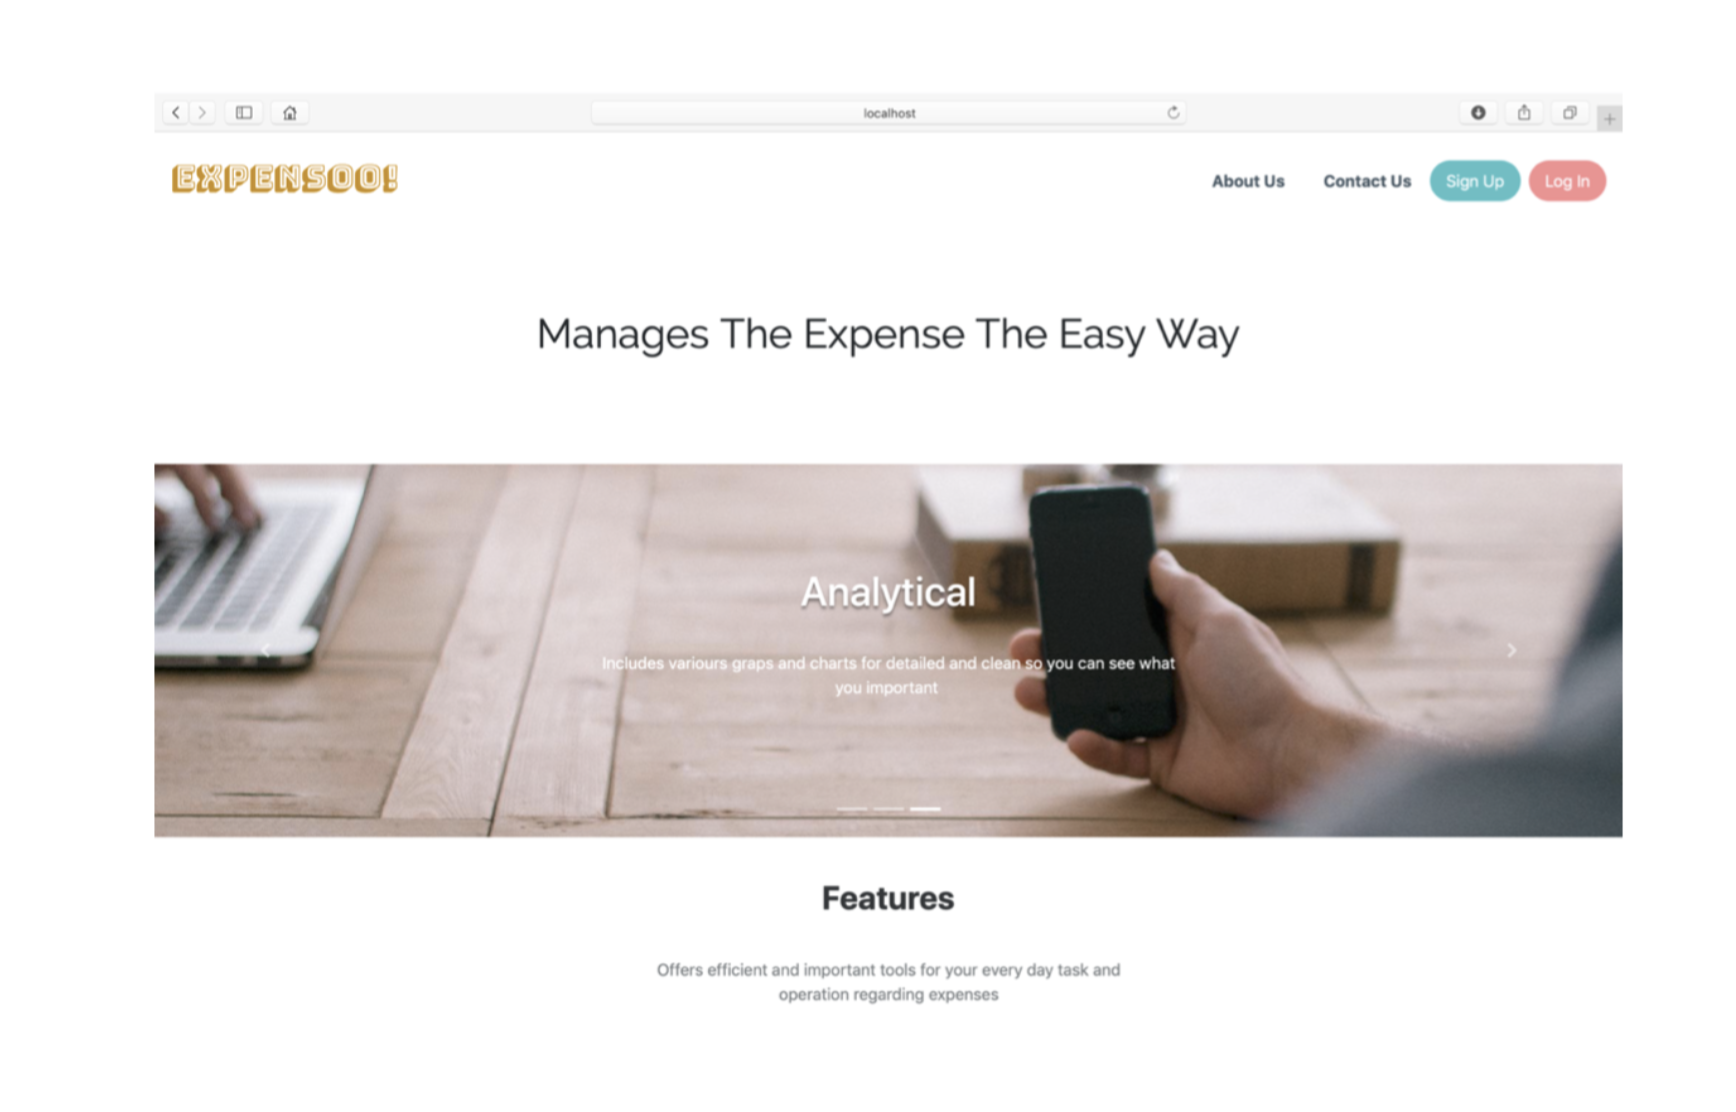 localhost
EXPENSOO!
About Us
Contact Us
Sign Up
Log In
Manages The Expense The Easy Way
Analytical
Includes variours graps and charts for detailed and clean so you can see what
you important
Features
Offers efficient and important tools for your every day task and
operation regarding expenses